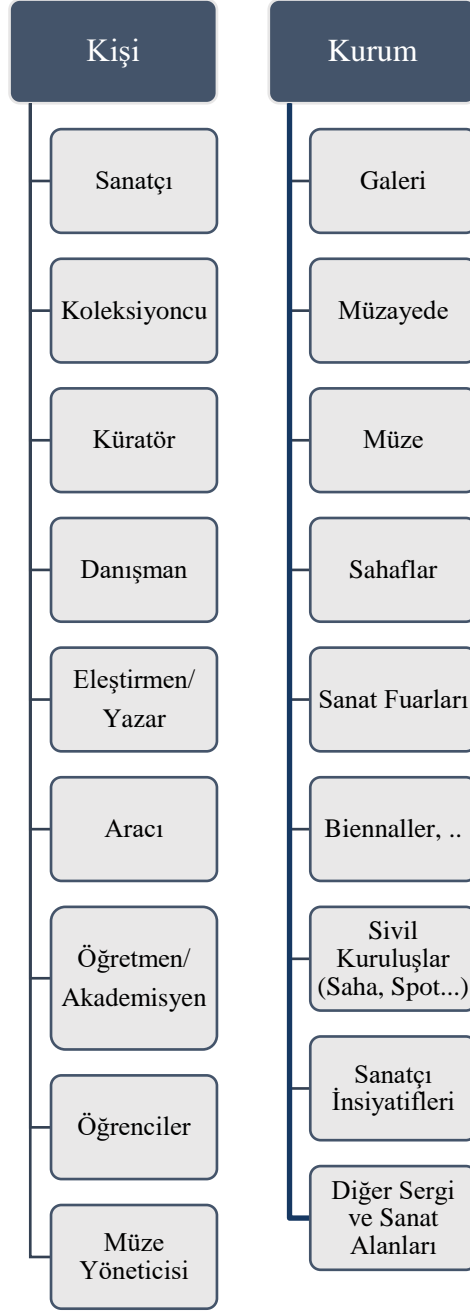 Kişi
Sanatçı
Koleksiyoncu
Küratör
Danışman
Eleştirmen/
Yazar
Aracı
Öğretmen/
Akademisyen
Öğrenciler
Müze
Yöneticisi
Kurum
Galeri
Müzayede
Müze
Sahaflar
Sanat Fuarları
Biennaller, ..
Sivil
Kuruluşlar
(Saha, Spot...)
Sanatçı
İnsiyatifleri
Diğer Sergi
ve Sanat
Alanları